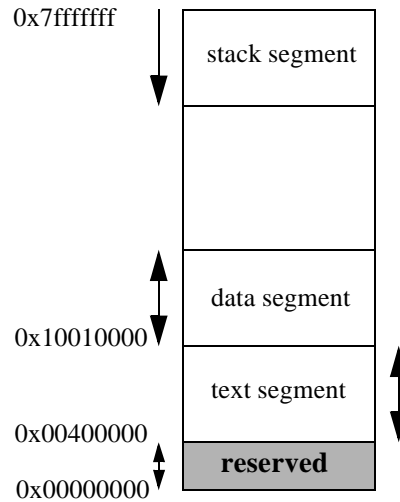 0x7fffffff
stack segment
data segment
0x10010000
text segment
0x00400000
reserved
0x00000000